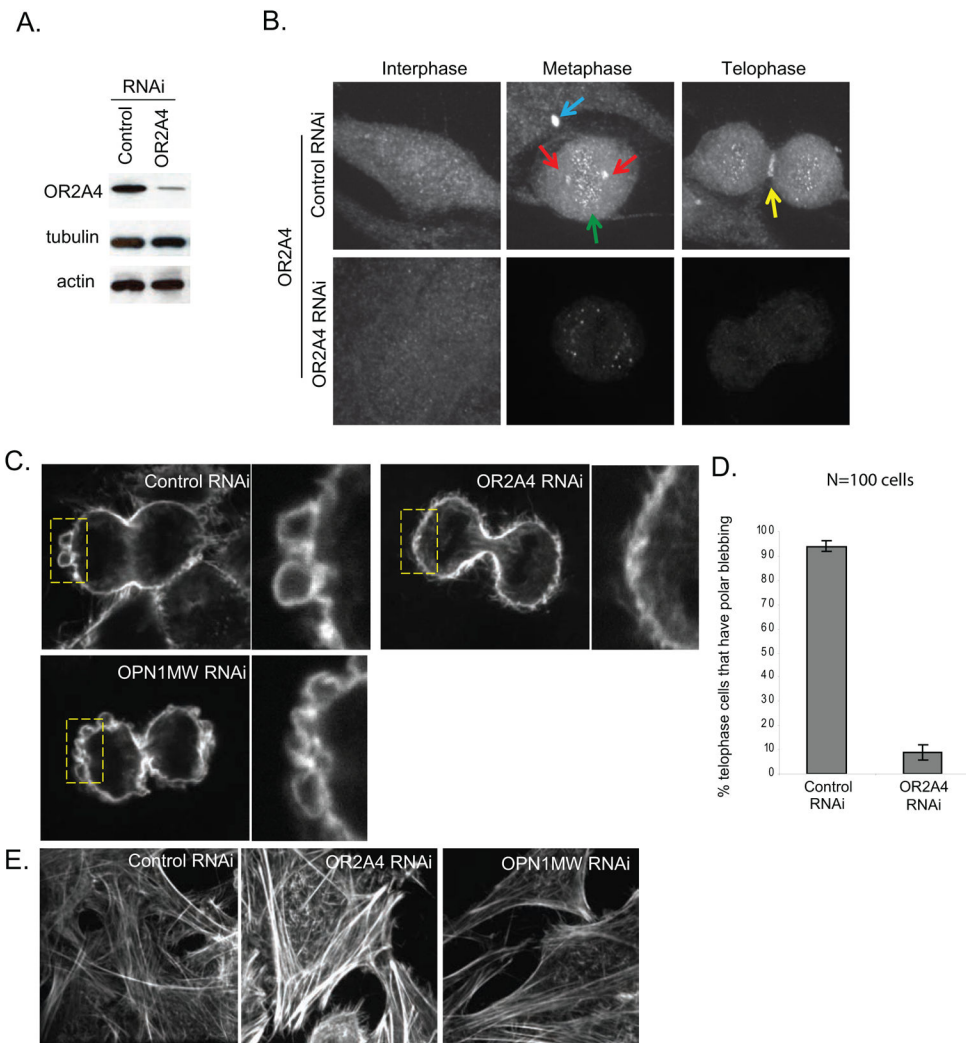 A.
RNAi
Control
OR2A4
OR2A4
tubulin
actin
B.
Interphase
Metaphase
Telophase
OR2A4
Control RNAi
OR2A4 RNAi
C.
Control RNAi
OR2A4 RNAi
OPN1MW RNAi
D.
N=100 cells
% telophase cells that have polar blebbing
100
90
80
70
60
50
40
30
20
10
0
Control
RNAi
OR2A4
RNAi
E.
Control RNAi
OR2A4 RNAi
OPN1MW RNAi